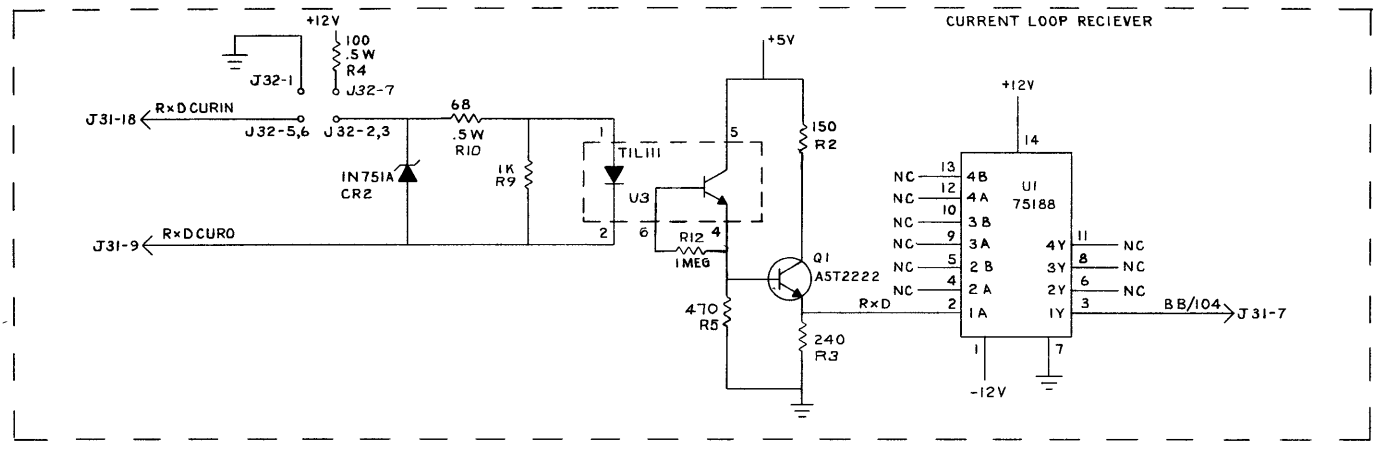 CURRENT LOOP RECIEVER
+12V
100
.5W
R4
J32-1
J32-7
J31-18
RxDCURIN
J32-5,6
J32-2,3
68
.5W
R10
1N751A
CR2
1K
R9
J31-9
RxDCURO
1
TIL111
5
U3
2
6
4
R12
1MEG
+5V
150
R2
Q1
A5T2222
470
R5
RxD
240
R3
+12V
14
U1
75188
NC 13 4B
NC 12 4A
NC 10 3B
NC 9 3A
NC 5 2B
NC 4 2A
2 1A
4Y 11 NC
3Y 8 NC
2Y 6 NC
1Y 3 BB/104 J31-7
1
-12V
7